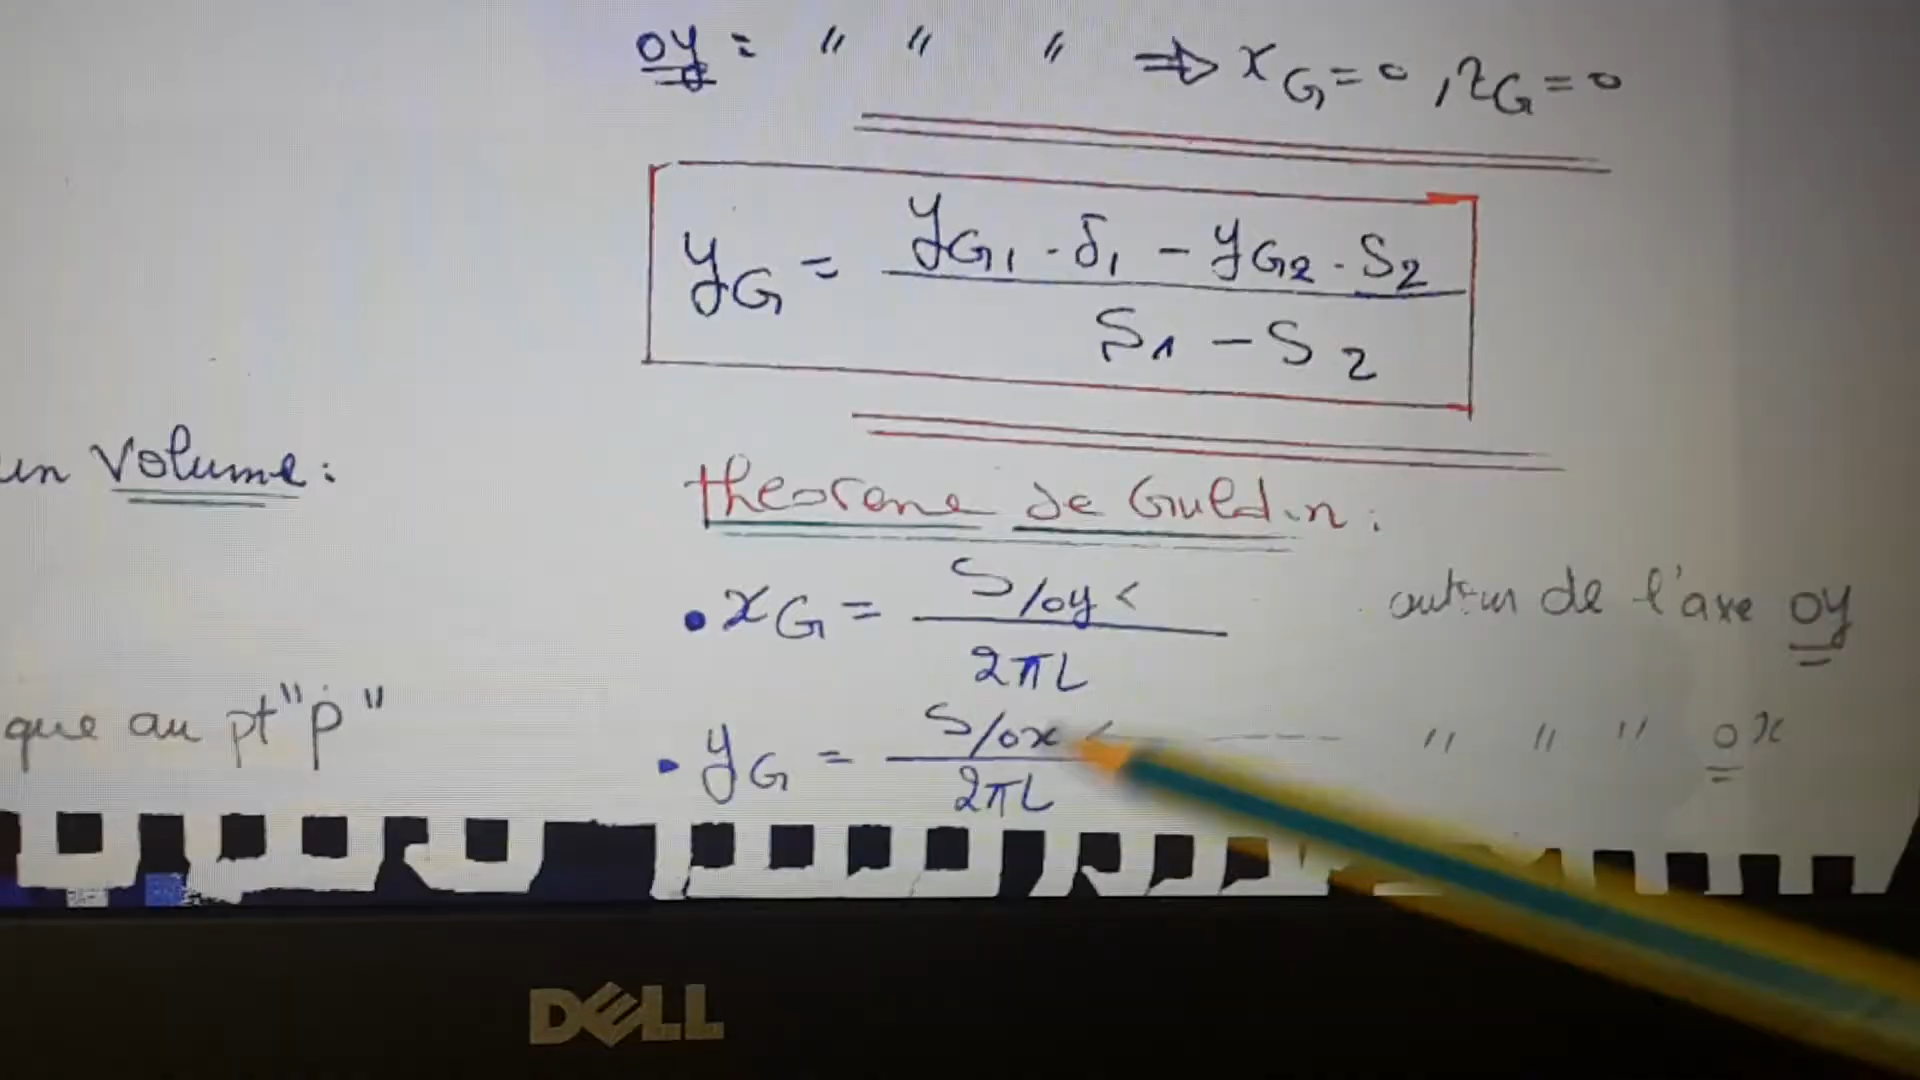 oy = " " " ⇒ xG = 0, zG = 0
yG = (yG1 · S1 - yG2 · S2) / (S1 - S2)
un Volume:
theoreme de Guldin:
• xG = S/oy < / 2πL autour de l'axe oy
que au pt "p"
• yG = S/ox < / 2πL " " " ox
DELL